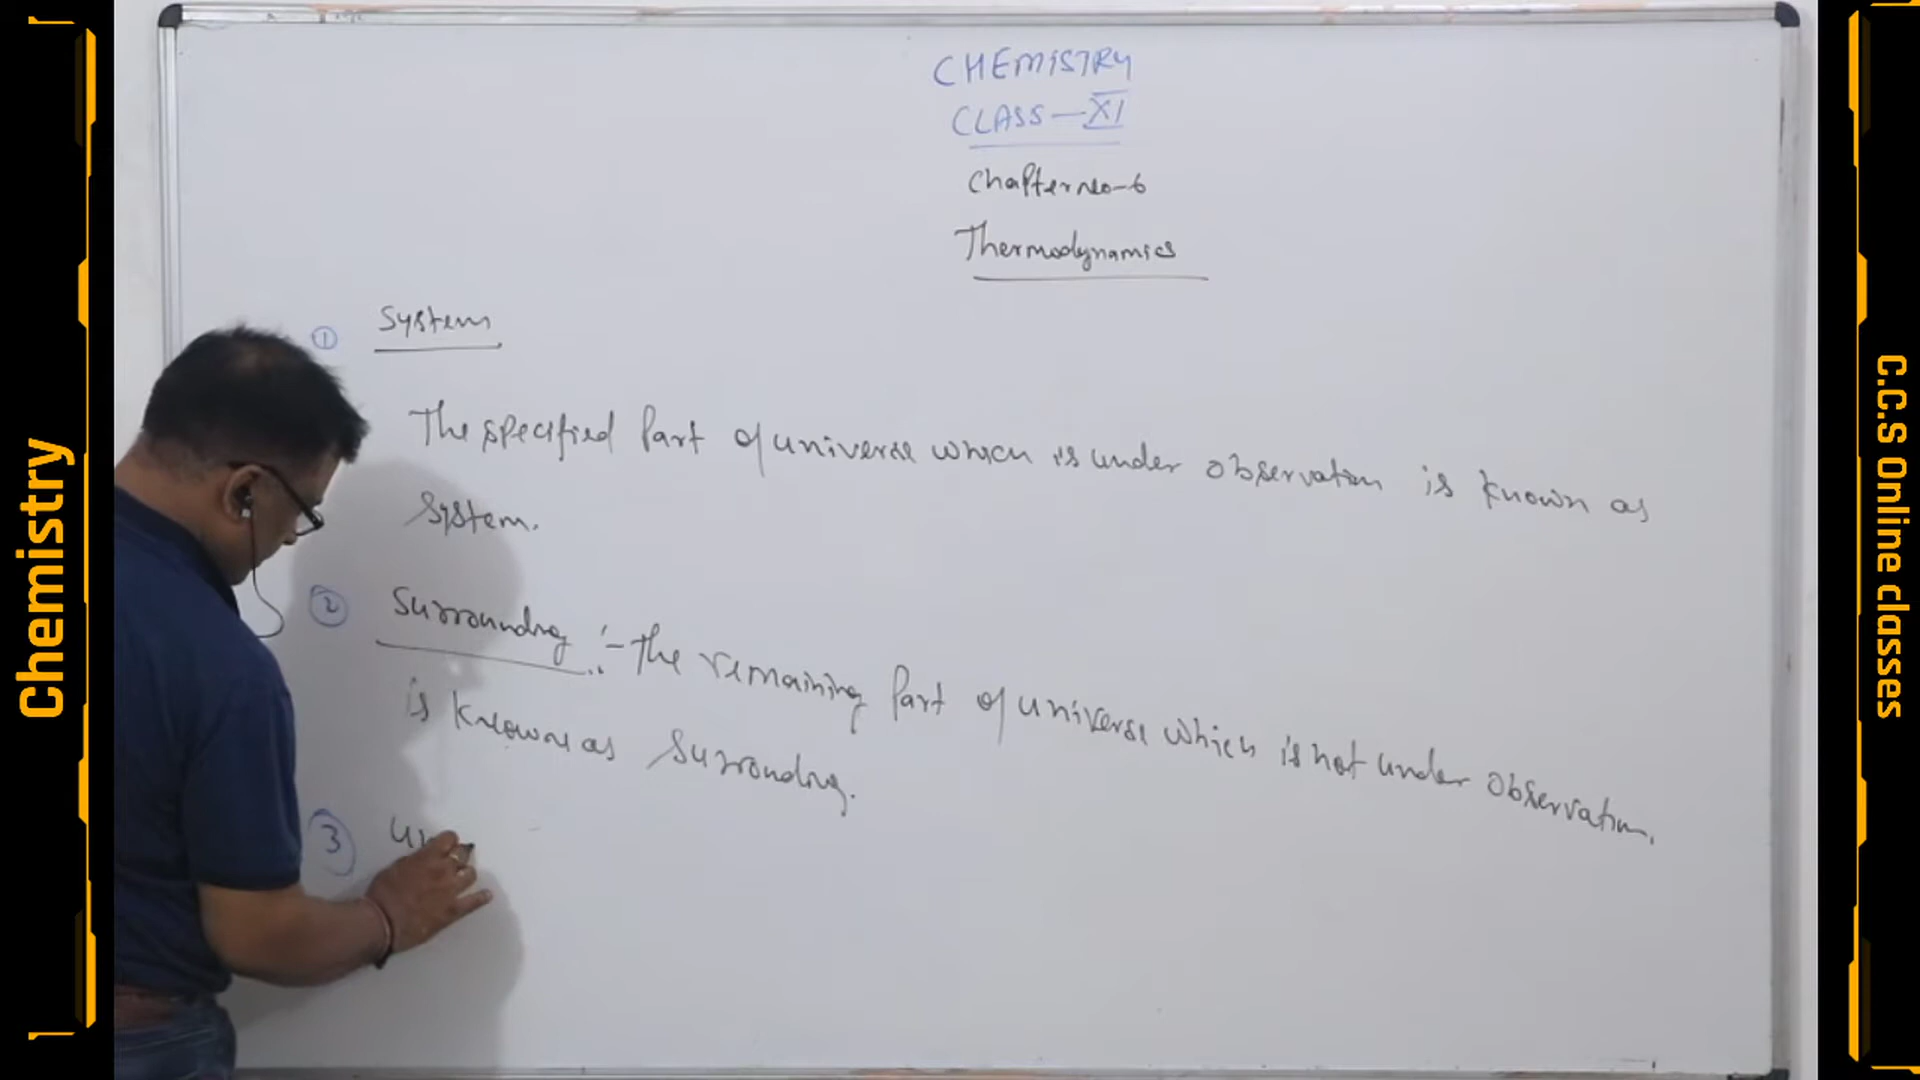 CHEMISTRY
CLASS — XI
Chapter no-6
Thermodynamics
① System
The specified Part of universe which is under observation is known as
System.
② Surrounding :- The remaining Part of universe which is not under observation.
is known as Surrounding.
③
Chemistry
C.C.S Online classes